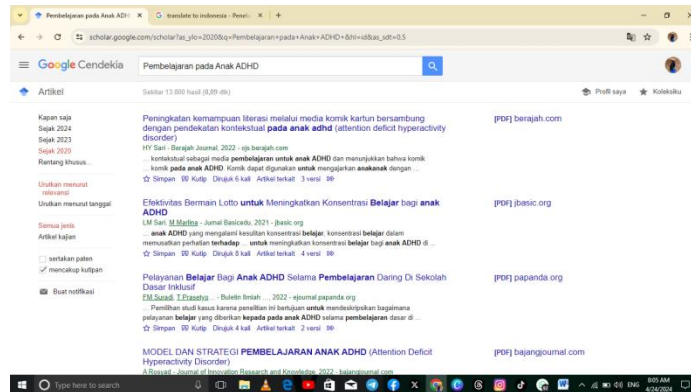 Pembelajaran pada Anak ADHD
translate to indonesia - Penelu
scholar.google.com/scholar?as_ylo=2020&q=Pembelajaran+pada+Anak+ADHD+&hl=id&as_sdt=0.5
Google Cendekia
Pembelajaran pada Anak ADHD
Artikel
Sekitar 13.800 hasil (0,09 dtk)
Profil saya
Koleksiku
Kapan saja
Sejak 2024
Sejak 2023
Sejak 2020
Rentang khusus...
Urutkan menurut relevansi
Urutkan menurut tanggal
Semua jenis
Artikel kajian
sertakan paten
mencakup kutipan
Buat notifikasi
Peningkatan kemampuan literasi melalui media komik kartun bersambung
dengan pendekatan kontekstual pada anak adhd (attention deficit hyperactivity
disorder)
HY Sari - Berajah Journal, 2022 - ojs.berajah.com
... kontekstual sebagai media pembelajaran untuk anak ADHD dan menunjukkan bahwa komik
... komik pada anak ADHD. Komik dapat digunakan untuk mengajarkan anakanak dengan ...
Simpan Kutip Dirujuk 6 kali Artikel terkait 3 versi
[PDF] berajah.com
Efektivitas Bermain Lotto untuk Meningkatkan Konsentrasi Belajar bagi anak
ADHD
LM Sari, M Marlina - Jurnal Basicedu, 2021 - jbasic.org
... anak ADHD yang mengalami kesulitan konsentrasi belajar, konsentrasi belajar dalam
memusatkan perhatian terhadap ... untuk meningkatkan konsentrasi belajar bagi anak ADHD di ...
Simpan Kutip Dirujuk 8 kali Artikel terkait 4 versi
[PDF] jbasic.org
Pelayanan Belajar Bagi Anak ADHD Selama Pembelajaran Daring Di Sekolah
Dasar Inklusif
FM Suradi, T Prasetyo... - Buletin Ilmiah ..., 2022 - ejournal.papanda.org
... Pemilihan studi kasus karena penelitian ini bertujuan untuk mendeskripsikan bagaimana
pelayanan belajar yang diberikan kepada pada anak ADHD selama pembelajaran dasar di ...
Simpan Kutip Dirujuk 4 kali Artikel terkait 2 versi
[PDF] papanda.org
MODEL DAN STRATEGI PEMBELAJARAN ANAK ADHD (Attention Deficit
Hyperactivity Disorder)
A Rosyad - Journal of Innovation Research and Knowledge, 2022 - bajangjournal.com
[PDF] bajangjournal.com
Type here to search
ENG
8:05 AM
4/24/2024